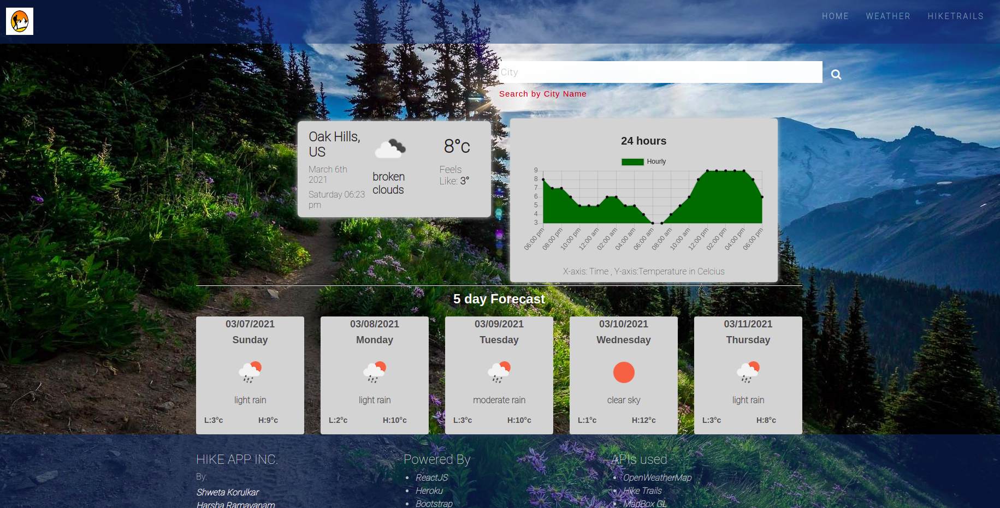 HOME WEATHER HIKETRAILS
City
Search by City Name
Oak Hills,
US
March 6th
2021
Saturday 06:23
pm
broken
clouds
8°c
Feels
Like: 3°
24 hours
Hourly
9
8
7
6
5
4
3
06:00 pm 08:00 pm 10:00 pm 12:00 am 02:00 am 04:00 am 06:00 am 08:00 am 10:00 am 12:00 pm 02:00 pm 04:00 pm 06:00 pm
X-axis: Time , Y-axis:Temperature in Celcius
5 day Forecast
03/07/2021
Sunday
light rain
L:3°c H:9°c
03/08/2021
Monday
light rain
L:2°c H:10°c
03/09/2021
Tuesday
moderate rain
L:3°c H:10°c
03/10/2021
Wednesday
clear sky
L:1°c H:12°c
03/11/2021
Thursday
light rain
L:3°c H:8°c
HIKE APP INC.
By:
Shweta Korulkar
Harsha Ramayanam
Powered By
ReactJS
Heroku
Bootstrap
APIs used
OpenWeatherMap
Hike Trails
MapBox GL